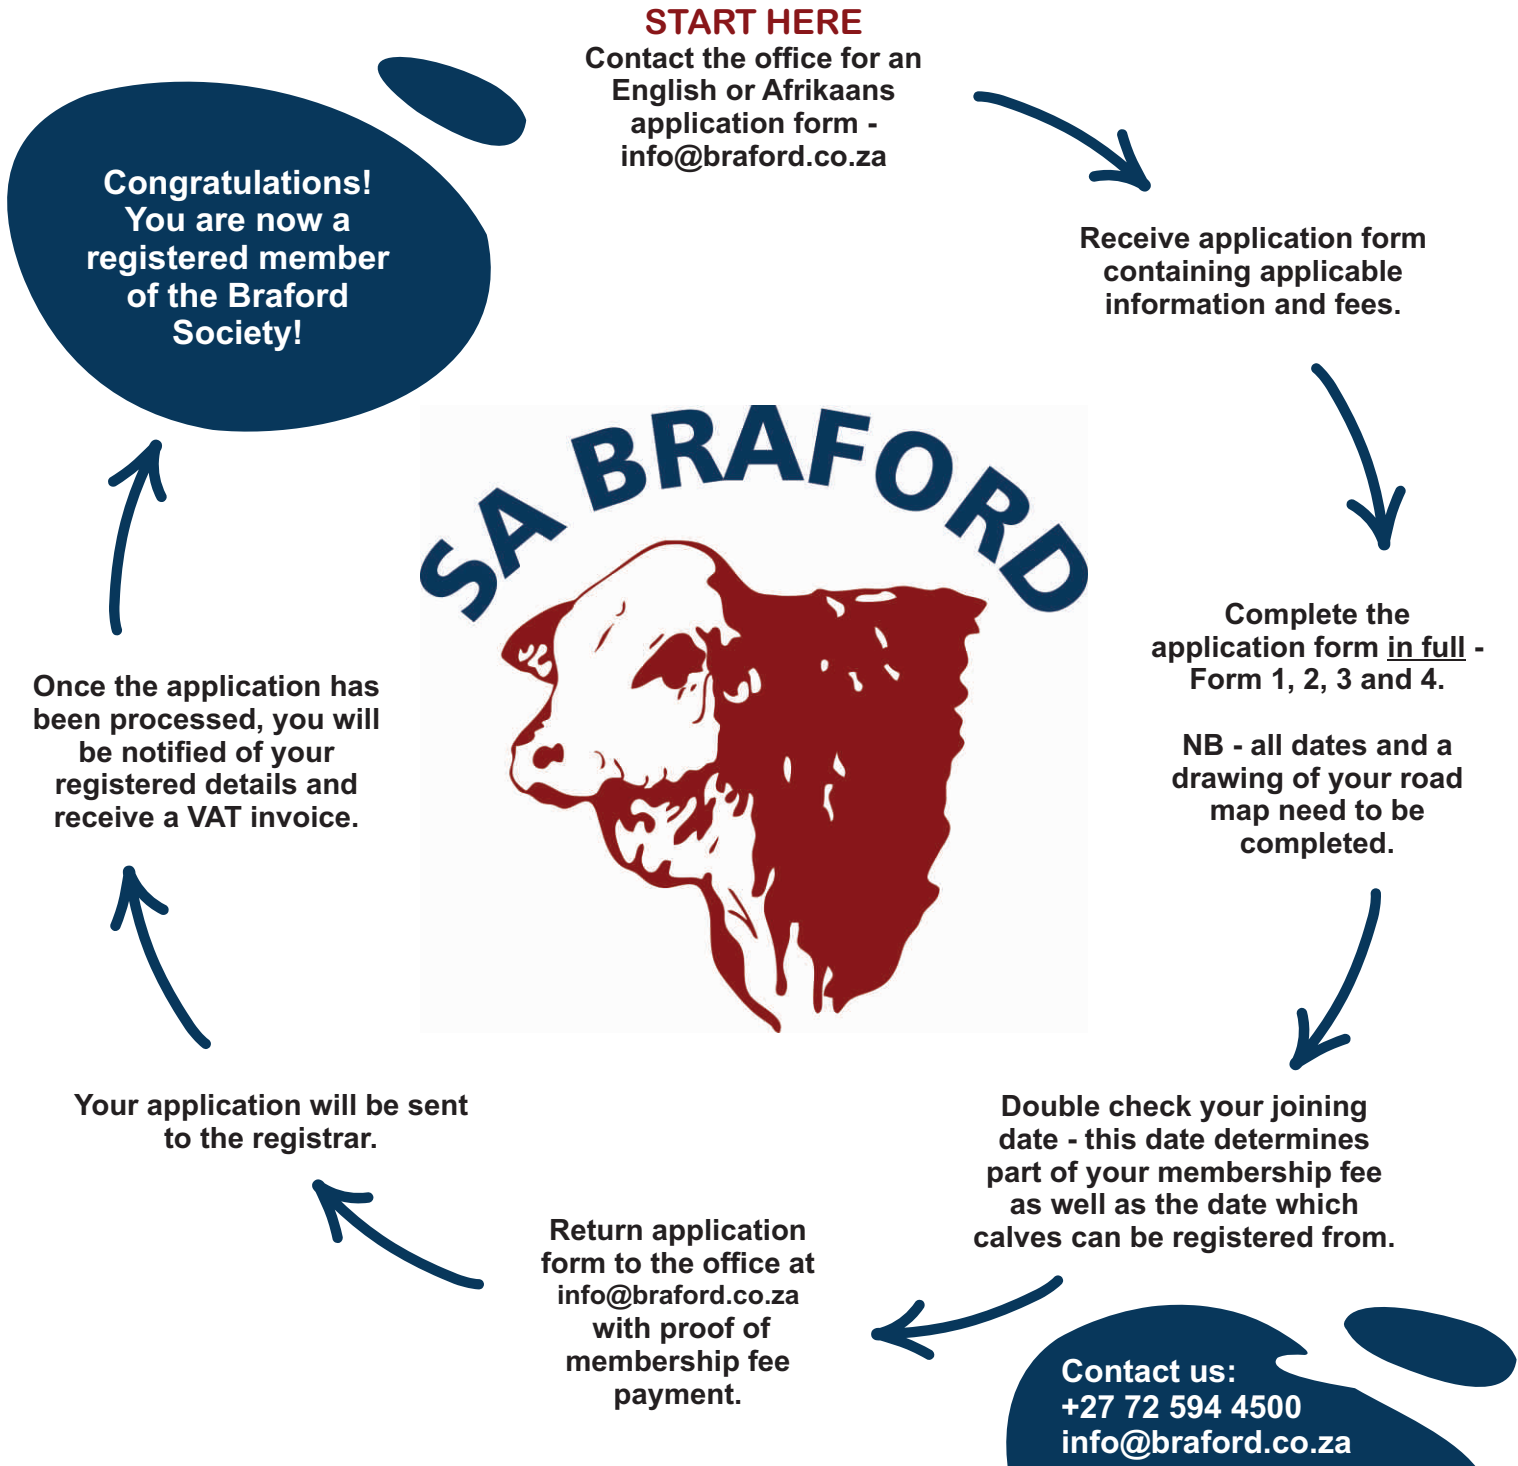 START HERE
Contact the office for an
English or Afrikaans
application form -
info@braford.co.za
Receive application form
containing applicable
information and fees.
Complete the
application form in full -
Form 1, 2, 3 and 4.
NB - all dates and a
drawing of your road
map need to be
completed.
Double check your joining
date - this date determines
part of your membership fee
as well as the date which
calves can be registered from.
Return application
form to the office at
info@braford.co.za
with proof of
membership fee
payment.
Your application will be sent
to the registrar.
Once the application has
been processed, you will
be notified of your
registered details and
receive a VAT invoice.
Congratulations!
You are now a
registered member
of the Braford
Society!
SA BRAFORD
Contact us:
+27 72 594 4500
info@braford.co.za